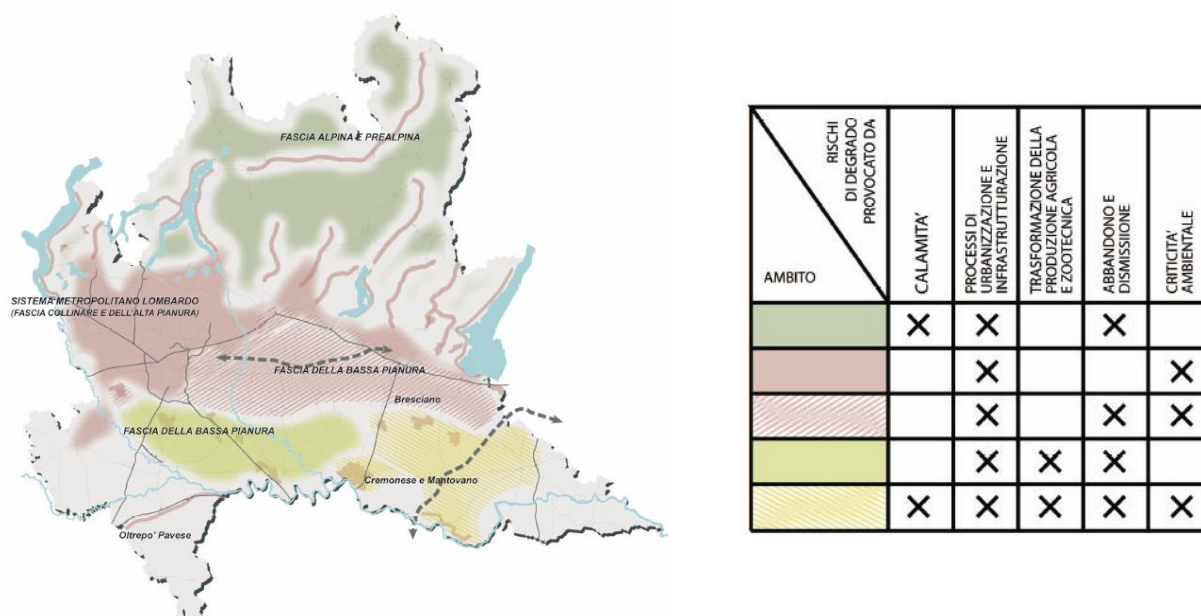 FASCIA ALPINA E PREALPINA
SISTEMA METROPOLITANO LOMBARDO
(FASCIA COLLINARE E DELL'ALTA PIANURA)
FASCIA DELLA BASSA PIANURA
Bresciano
FASCIA DELLA BASSA PIANURA
Cremonese e Mantovano
Oltrepo' Pavese
RISCHI
DI DEGRADO
PROVOCATO DA
AMBITO
CALAMITA'
PROCESSI DI
URBANIZZAZIONE E
INFRASTRUTTURAZIONE
TRASFORMAZIONE DELLA
PRODUZIONE AGRICOLA
E ZOOTECNICA
ABBANDONO E
DISMISSIIONE
CRITICITA'
AMBIENTALE
X X X
X X
X X X
X X X
X X X X X